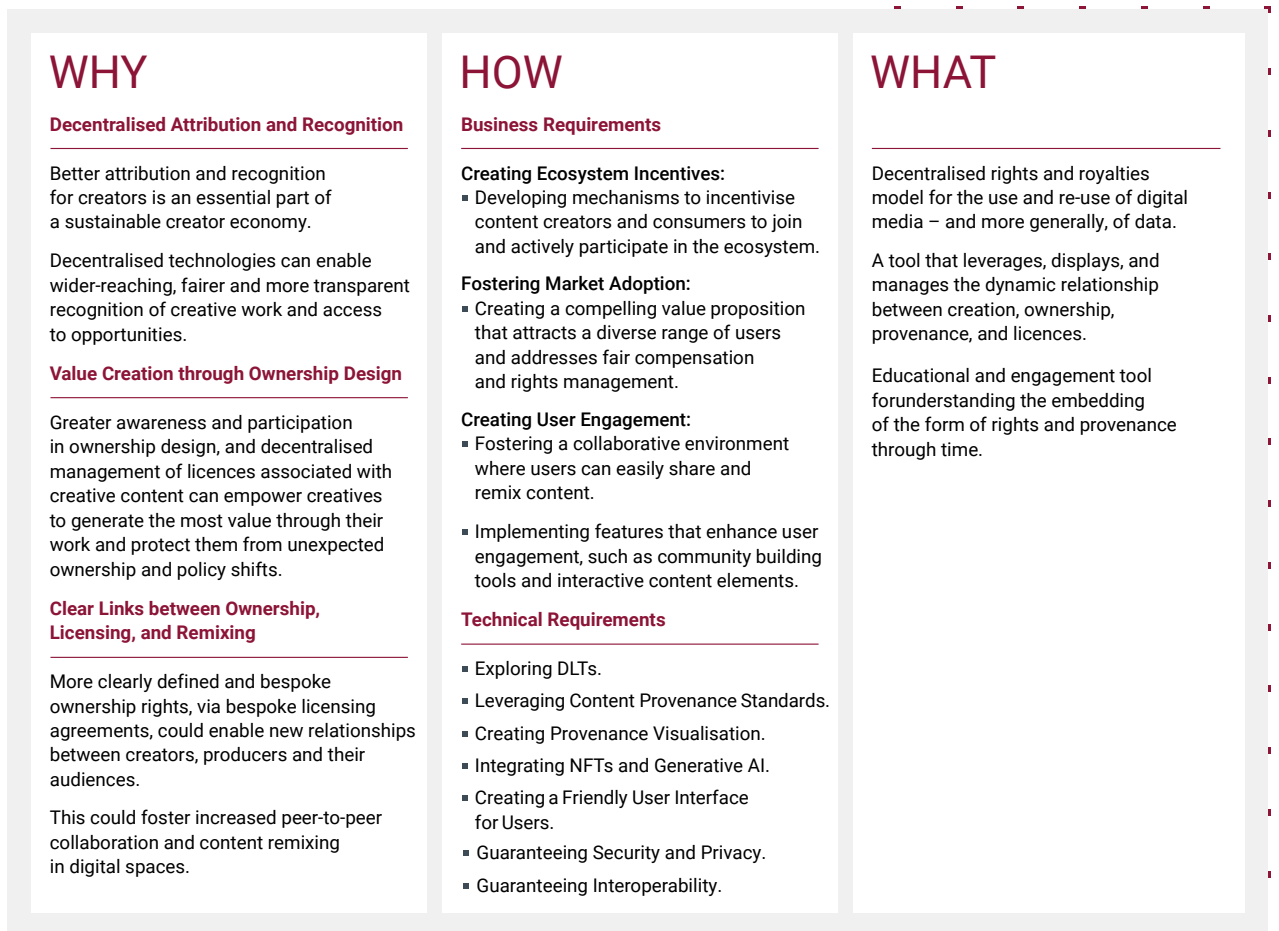 WHY
Decentralised Attribution and Recognition
Better attribution and recognition
for creators is an essential part of
a sustainable creator economy.
Decentralised technologies can enable
wider-reaching, fairer and more transparent
recognition of creative work and access
to opportunities.
Value Creation through Ownership Design
Greater awareness and participation
in ownership design, and decentralised
management of licences associated with
creative content can empower creatives
to generate the most value through their
work and protect them from unexpected
ownership and policy shifts.
Clear Links between Ownership,
Licensing, and Remixing
More clearly defined and bespoke
ownership rights, via bespoke licensing
agreements, could enable new relationships
between creators, producers and their
audiences.
This could foster increased peer-to-peer
collaboration and content remixing
in digital spaces.
HOW
Business Requirements
Creating Ecosystem Incentives:
▪ Developing mechanisms to incentivise
content creators and consumers to join
and actively participate in the ecosystem.
Fostering Market Adoption:
▪ Creating a compelling value proposition
that attracts a diverse range of users
and addresses fair compensation
and rights management.
Creating User Engagement:
▪ Fostering a collaborative environment
where users can easily share and
remix content.
▪ Implementing features that enhance user
engagement, such as community building
tools and interactive content elements.
Technical Requirements
▪ Exploring DLTs.
▪ Leveraging Content Provenance Standards.
▪ Creating Provenance Visualisation.
▪ Integrating NFTs and Generative AI.
▪ Creating a Friendly User Interface
for Users.
▪ Guaranteeing Security and Privacy.
▪ Guaranteeing Interoperability.
WHAT
Decentralised rights and royalties
model for the use and re-use of digital
media – and more generally, of data.
A tool that leverages, displays, and
manages the dynamic relationship
between creation, ownership,
provenance, and licences.
Educational and engagement tool
forunderstanding the embedding
of the form of rights and provenance
through time.